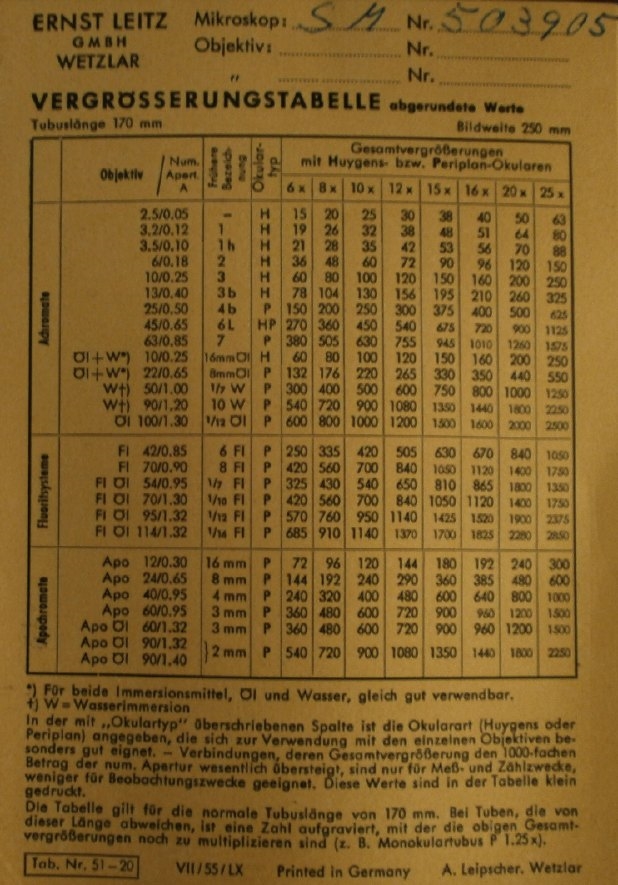 ERNST LEITZ
GMBH
WETZLAR
Mikroskop: SM Nr. 503905
Objektiv: Nr.
„ Nr.
VERGRÖSSERUNGSTABELLE abgerundete Werte
Tubuslänge 170 mm Bildweite 250 mm
Objektiv / Num. Apert. A Frühere Bezeichnung Okular-typ Gesamtvergrößerungen
mit Huygens- bzw. Periplan-Okularen
6x 8x 10x 12x 15x 16x 20x 25x
Achromate
2,5/0.05 – H 15 20 25 30 38 40 50 63
3,2/0.12 1 H 19 26 32 38 48 51 64 80
3,5/0.10 1h H 21 28 35 42 53 56 70 88
6/0.18 2 H 36 48 60 72 90 96 120 150
10/0.25 3 H 60 80 100 120 150 160 200 250
13/0.40 3b H 78 104 130 156 195 210 260 325
25/0.50 4b P 150 200 250 300 375 400 500 625
45/0.65 6L HP 270 360 450 540 675 720 900 1125
63/0.85 7 P 380 505 630 755 945 1010 1260 1575
Öl+W*) 10/0.25 16mmÖl H 60 80 100 120 150 160 200 250
Öl+W*) 22/0.65 8mmÖl P 132 176 220 265 330 350 440 550
W†) 50/1.00 1/7 W P 300 400 500 600 750 800 1000 1250
W†) 90/1,20 10 W P 540 720 900 1080 1350 1440 1800 2250
Öl 100/1.30 1/12 Öl P 600 800 1000 1200 1500 1600 2000 2500
Fluoritsysteme
Fl 42/0.85 6 Fl P 250 335 420 505 630 670 840 1050
Fl 70/0.90 8 Fl P 420 560 700 840 1050 1120 1400 1750
Fl Öl 54/0.95 1/7 Fl P 325 430 540 650 810 865 1800 1350
Fl Öl 70/1.30 1/10 Fl P 420 560 700 840 1050 1120 1400 1750
Fl Öl 95/1.32 1/12 Fl P 570 760 950 1140 1425 1520 1900 2375
Fl Öl 114/1.32 1/14 Fl P 685 910 1140 1370 1700 1825 2280 2850
Apochromate
Apo 12/0.30 16 mm P 72 96 120 144 180 192 240 300
Apo 24/0.65 8 mm P 144 192 240 290 360 385 480 600
Apo 40/0.95 4 mm P 240 320 400 480 600 640 800 1000
Apo 60/0.95 3 mm P 360 480 600 720 900 960 1200 1500
Apo Öl 60/1.32 3 mm P 360 480 600 720 900 960 1200 1500
Apo Öl 90/1.32
Apo Öl 90/1.40 } 2 mm P 540 720 900 1080 1350 1440 1800 2250
*) Für beide Immersionsmittel, Öl und Wasser, gleich gut verwendbar.
†) W = Wasserimmersion
In der mit „Okulartyp" überschriebenen Spalte ist die Okularart (Huygens oder
Periplan) angegeben, die sich zur Verwendung mit den einzelnen Objektiven be-
sonders gut eignet. – Verbindungen, deren Gesamtvergrößerung den 1000-fachen
Betrag der num. Apertur wesentlich übersteigt, sind nur für Meß- und Zählzwecke,
weniger für Beobachtungszwecke geeignet. Diese Werte sind in der Tabelle klein
gedruckt.
Die Tabelle gilt für die normale Tubuslänge von 170 mm. Bei Tuben, die von
dieser Länge abweichen, ist eine Zahl aufgraviert, mit der die obigen Gesamt-
vergrößerungen noch zu multiplizieren sind (z. B. Monokulartubus P 1.25x).
Tab. Nr. 51–20 VII/55/LX Printed in Germany A. Leipscher. Wetzlar